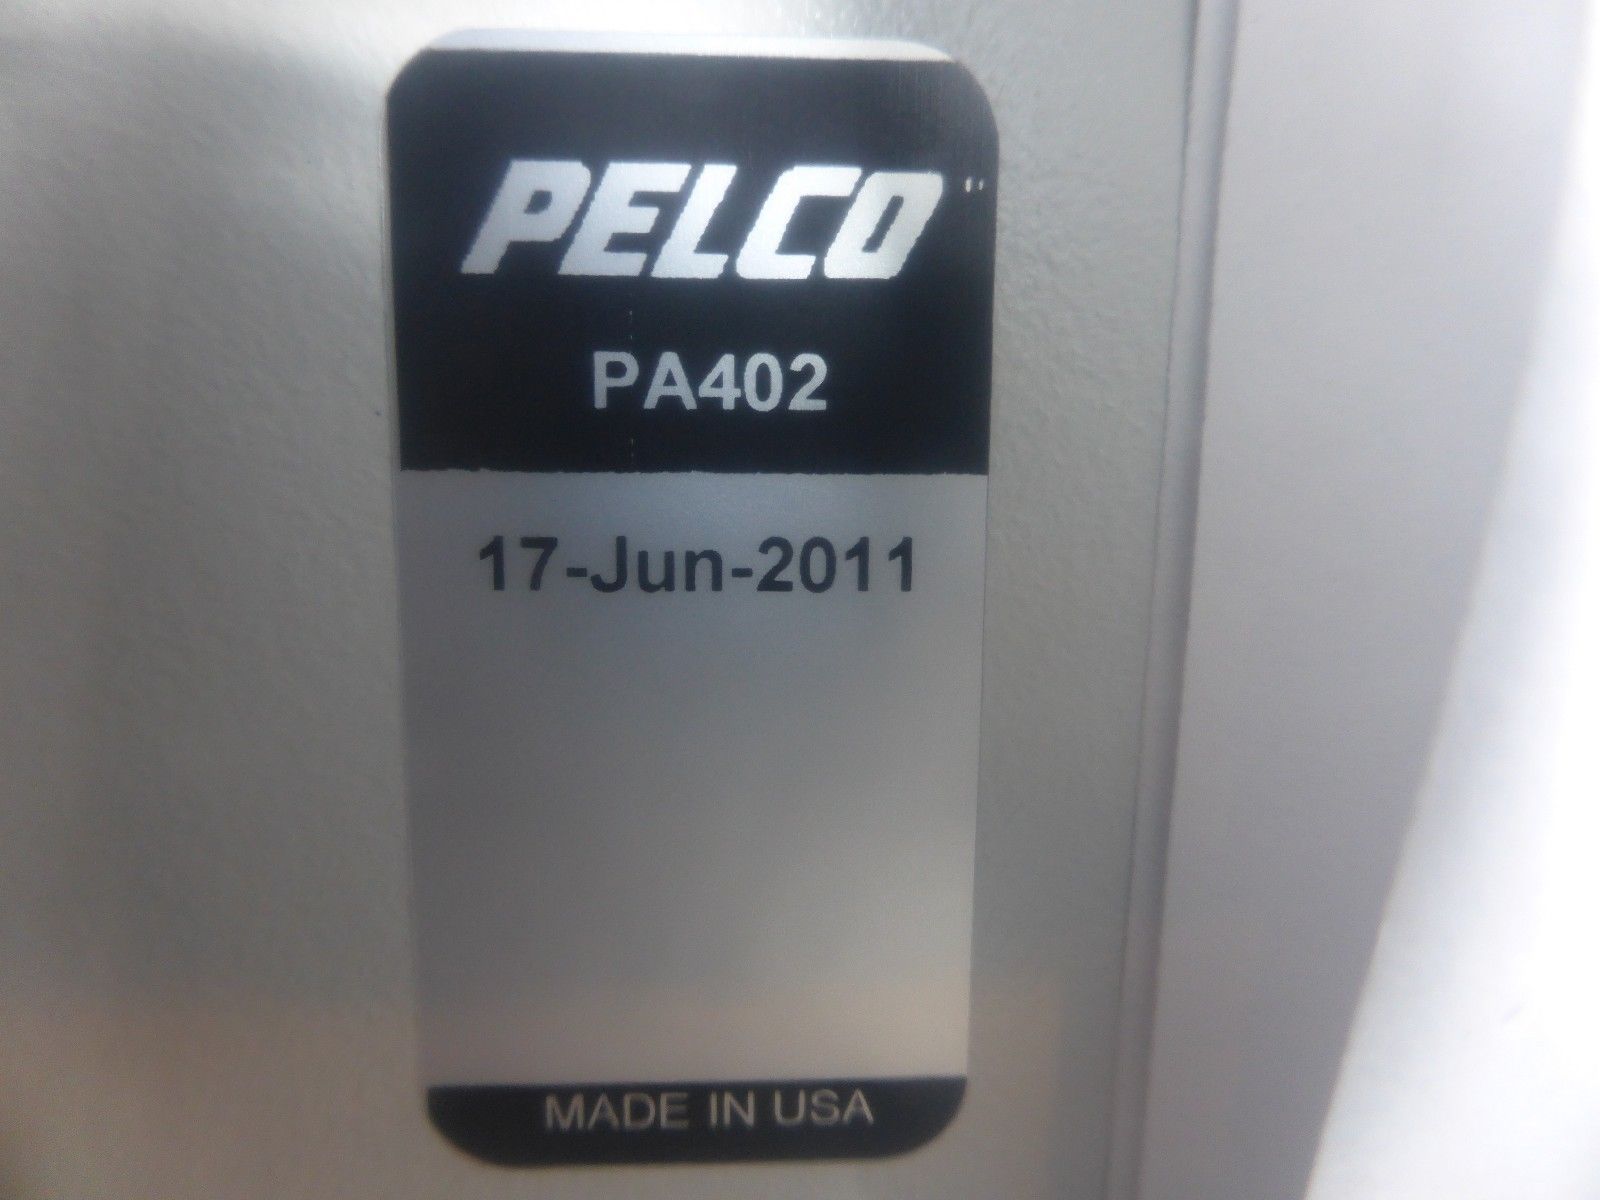 PELCO
PA402
17-Jun-2011
MADE IN USA